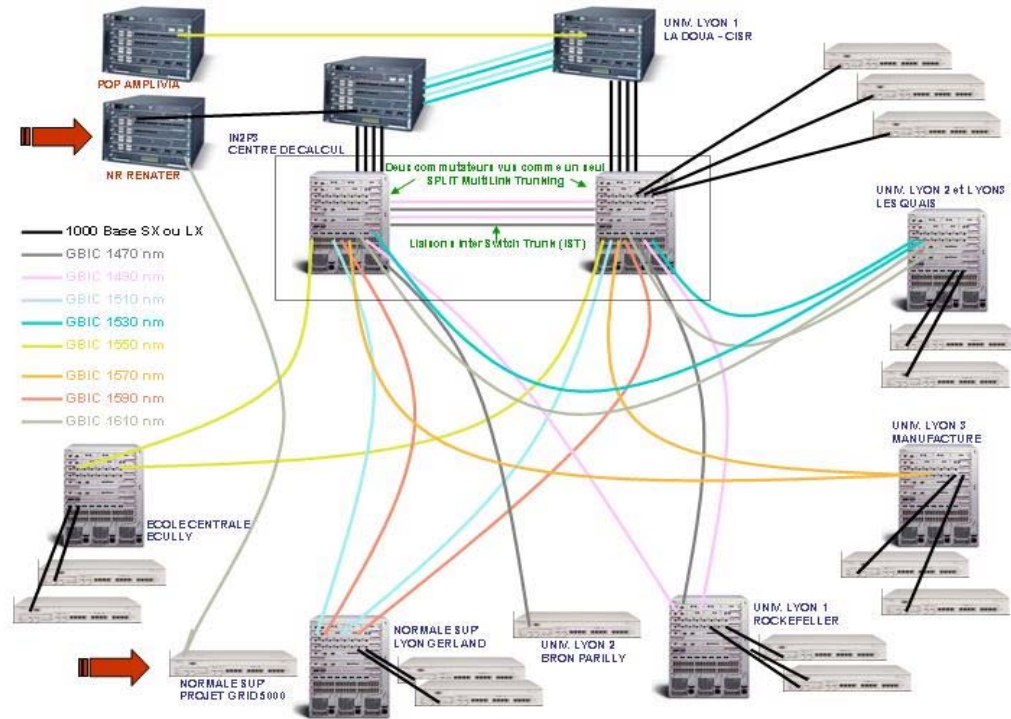 UNIV. LYON 1
LA DOUA - CISR
POP AMPLIVIA
IN2P3
CENTRE DE CALCUL
NR RENATER
Deux commutateurs vus comme un seul
SPLIT MultiLink Trunking
Liaisons Inter Switch Trunk (IST)
UNIV. LYON 2 et LYON3
LES QUAIS
1000 Base SX ou LX
GBIC 1470 nm
GBIC 1490 nm
GBIC 1510 nm
GBIC 1530 nm
GBIC 1550 nm
GBIC 1570 nm
GBIC 1590 nm
GBIC 1610 nm
UNIV. LYON 3
MANUFACTURE
ECOLE CENTRALE
ECULLY
NORMALE SUP'
LYON GERLAND
UNIV. LYON 2
BRON PARILLY
UNIV. LYON 1
ROCKEFELLER
NORMALE SUP'
PROJET GRID5000